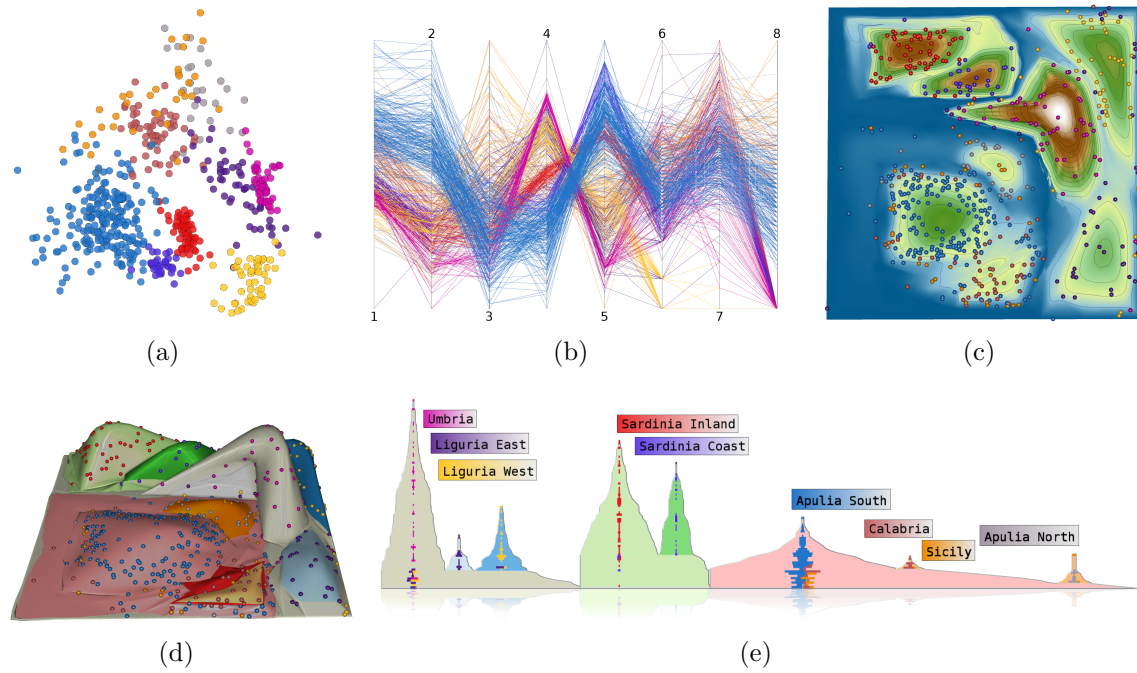 2 4 6 8
1 3 5 7
(a) (b) (c)
Umbria
Liguria East
Liguria West
Sardinia Inland
Sardinia Coast
Apulia South
Calabria
Sicily
Apulia North
(d) (e)